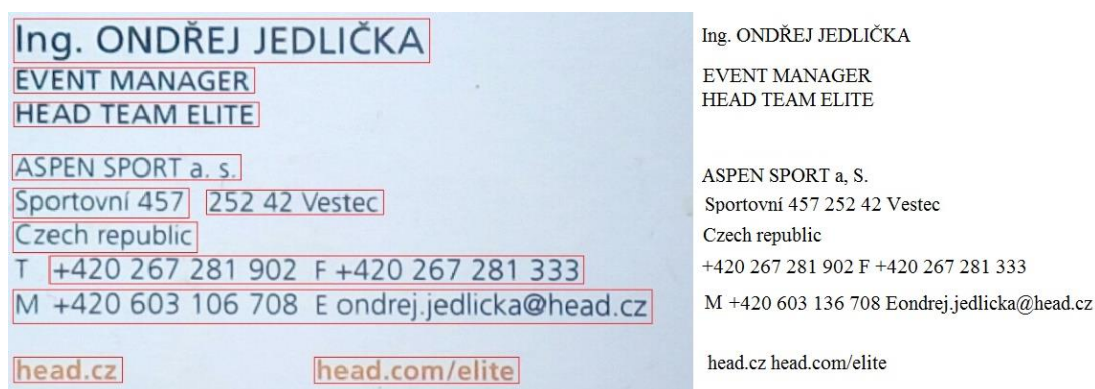 Ing. ONDŘEJ JEDLIČKA
EVENT MANAGER
HEAD TEAM ELITE
ASPEN SPORT a. s.
Sportovní 457 252 42 Vestec
Czech republic
T +420 267 281 902 F +420 267 281 333
M +420 603 106 708 E ondrej.jedlicka@head.cz
head.cz head.com/elite
Ing. ONDŘEJ JEDLIČKA
EVENT MANAGER
HEAD TEAM ELITE
ASPEN SPORT a, S.
Sportovní 457 252 42 Vestec
Czech republic
+420 267 281 902 F +420 267 281 333
M +420 603 136 708 Eondrej.jedlicka@head.cz
head.cz head.com/elite